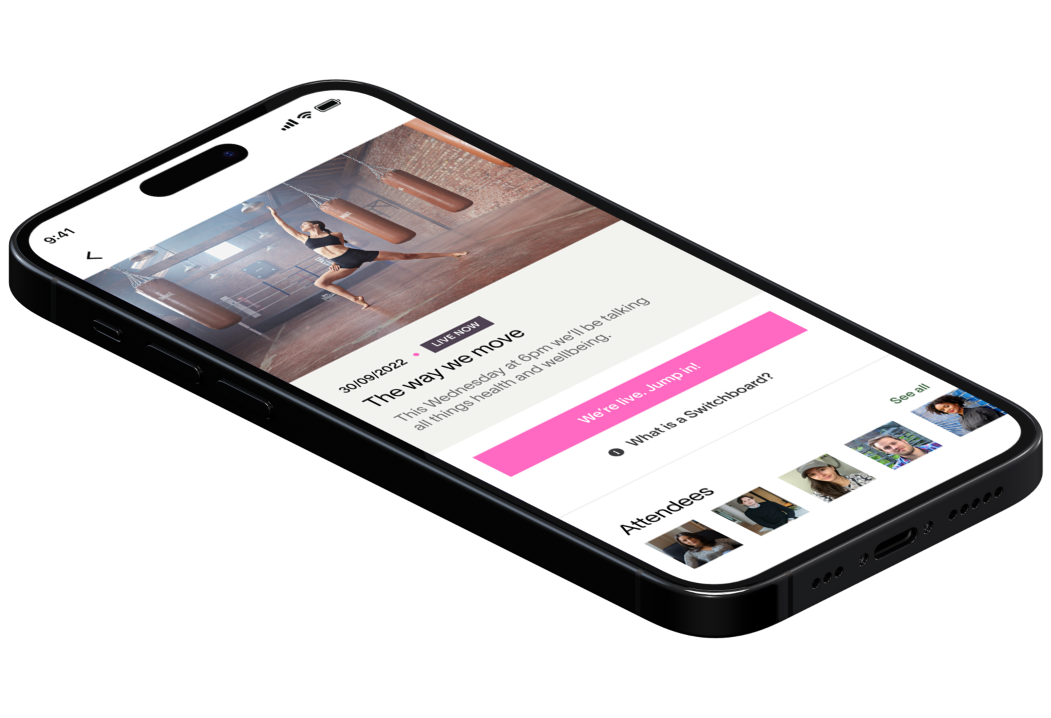 9:41
30/09/2022 • LIVE NOW
The way we move
This Wednesday at 6pm we'll be talking
all things health and wellbeing.
We're live. Jump in!
What is a Switchboard?
Attendees
See all